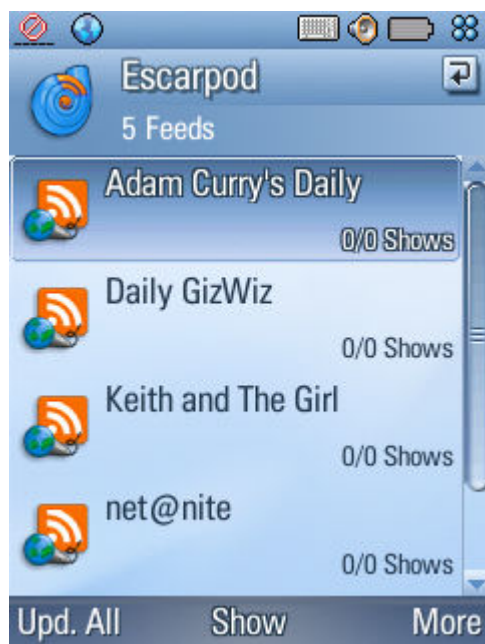 Escarpod
5 Feeds
Adam Curry's Daily
0/0 Shows
Daily GizWiz
0/0 Shows
Keith and The Girl
0/0 Shows
net@nite
0/0 Shows
Upd. All Show More